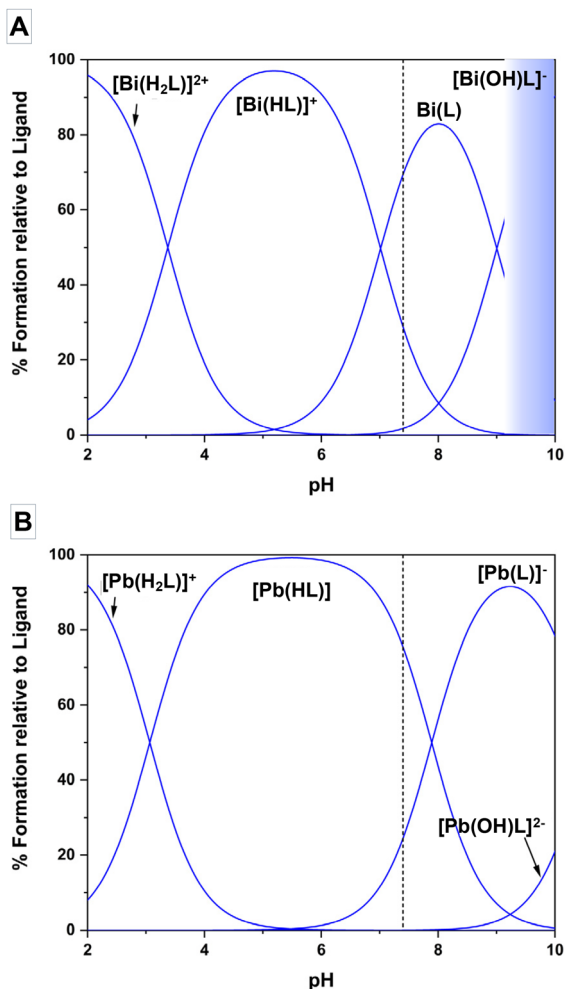 A
100
80
60
40
20
0
% Formation relative to Ligand
[Bi(H₂L)]²⁺
[Bi(HL)]⁺
Bi(L)
[Bi(OH)L]⁻
2 4 6 8 10
pH
B
100
80
60
40
20
0
% Formation relative to Ligand
[Pb(H₂L)]⁺
[Pb(HL)]
[Pb(L)]⁻
[Pb(OH)L]²⁻
2 4 6 8 10
pH